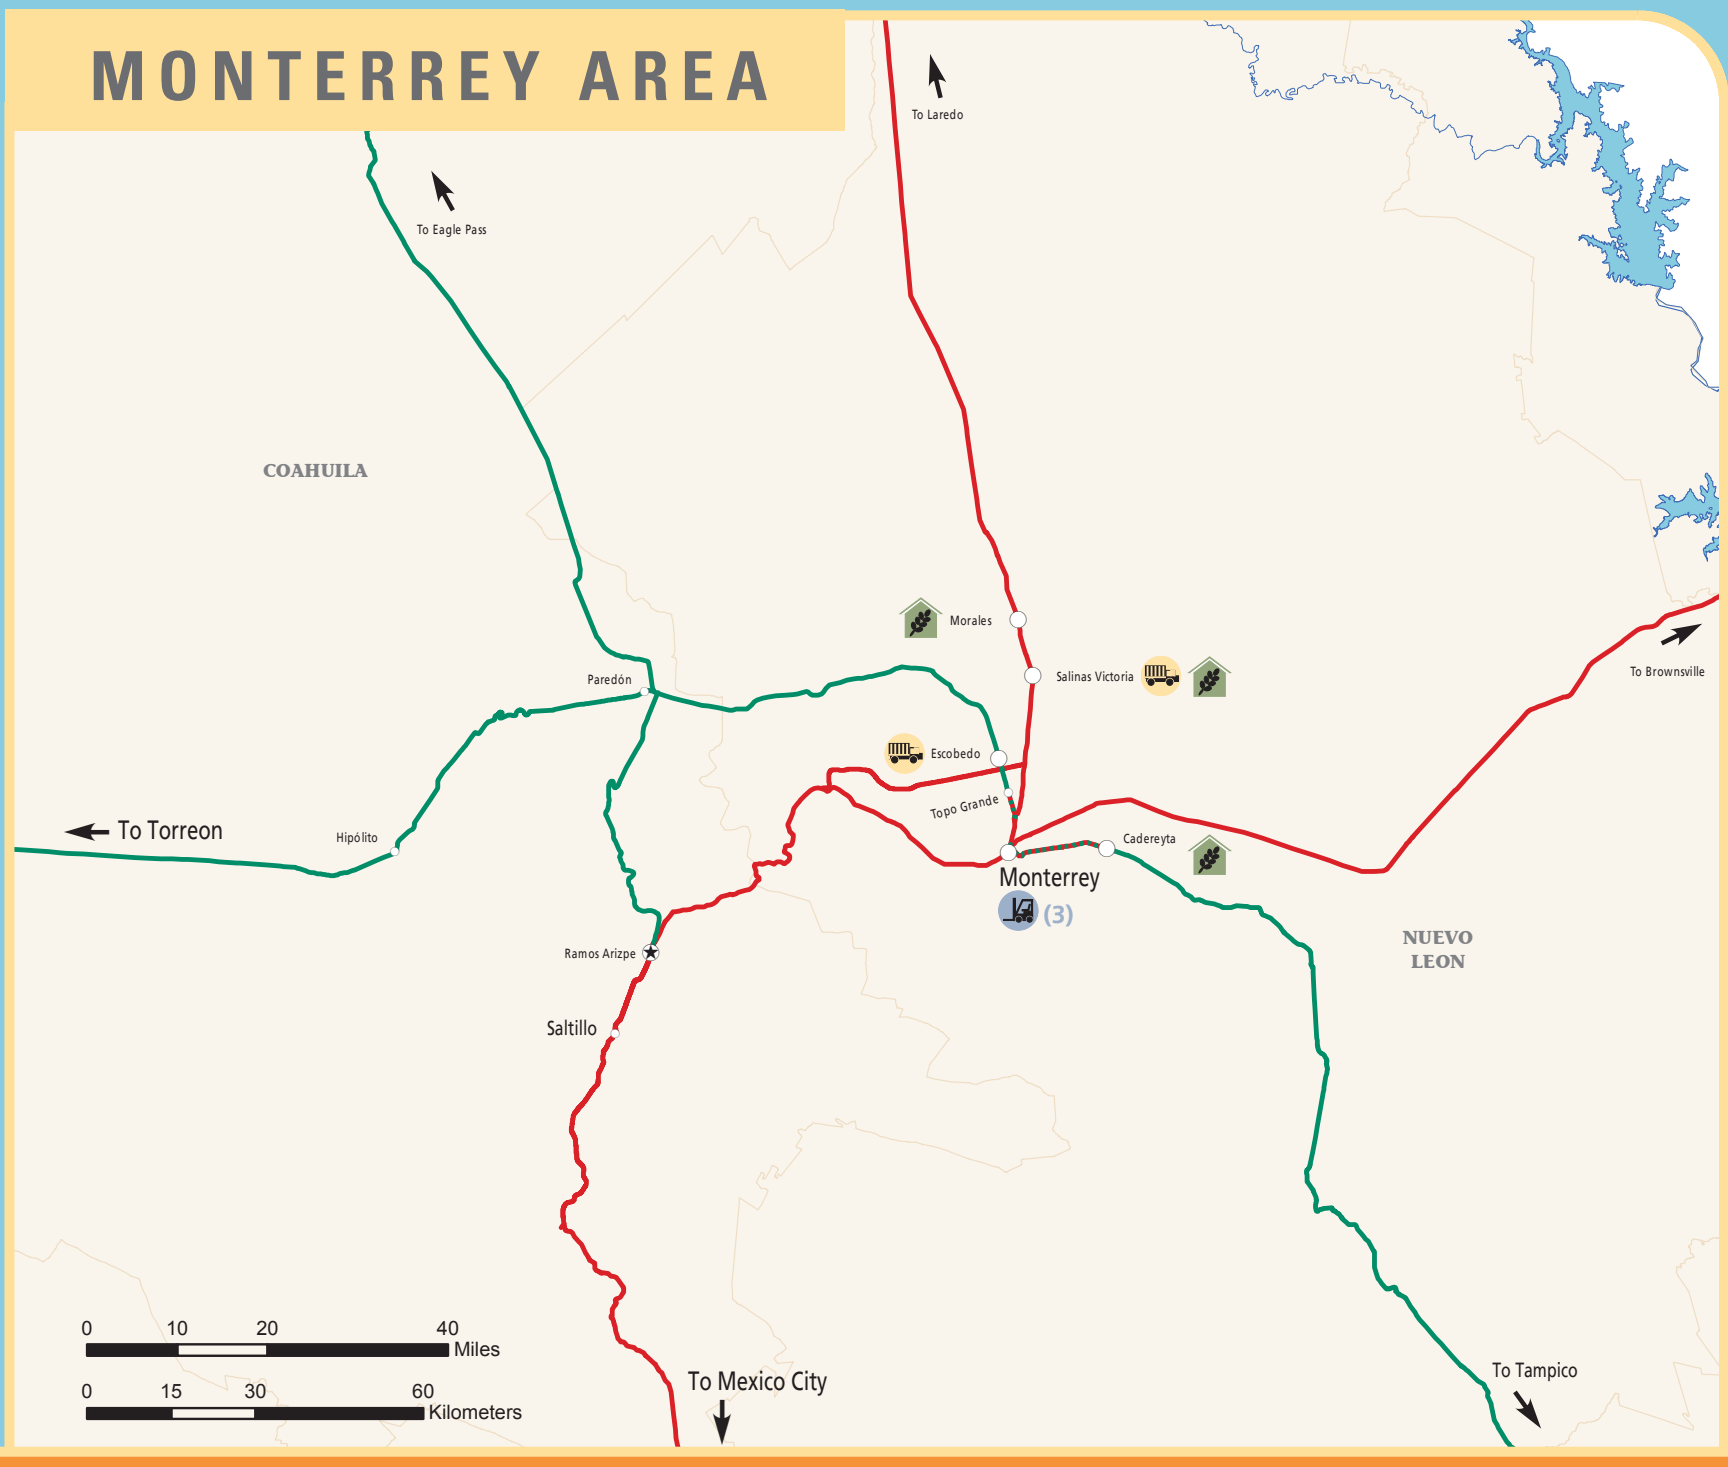 MONTERREY AREA
To Laredo
To Eagle Pass
COAHUILA
Morales
Salinas Victoria
To Brownsville
Paredón
Escobedo
Topo Grande
To Torreon
Hipólito
Cadereyta
Monterrey
(3)
NUEVO
LEON
Ramos Arizpe
Saltillo
0 10 20 40
Miles
0 15 30 60
Kilometers
To Mexico City
To Tampico